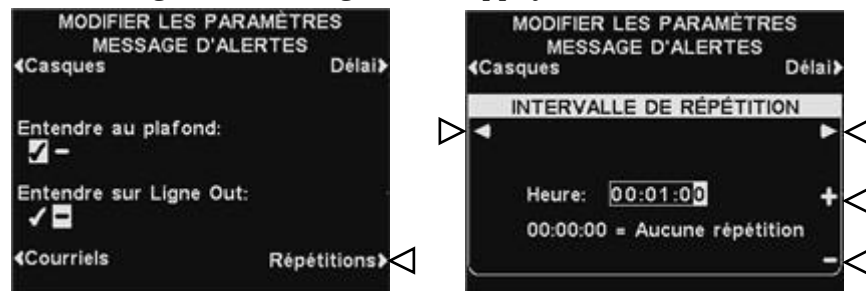 MODIFIER LES PARAMÈTRES
MESSAGE D'ALERTES
Casques
Délai
Entendre au plafond:
Entendre sur Ligne Out:
Courriels
Répétitions
MODIFIER LES PARAMÈTRES
MESSAGE D'ALERTES
Casques
Délai
INTERVALLE DE RÉPÉTITION
Heure: 00:01:00 +
00:00:00 = Aucune répétition
-